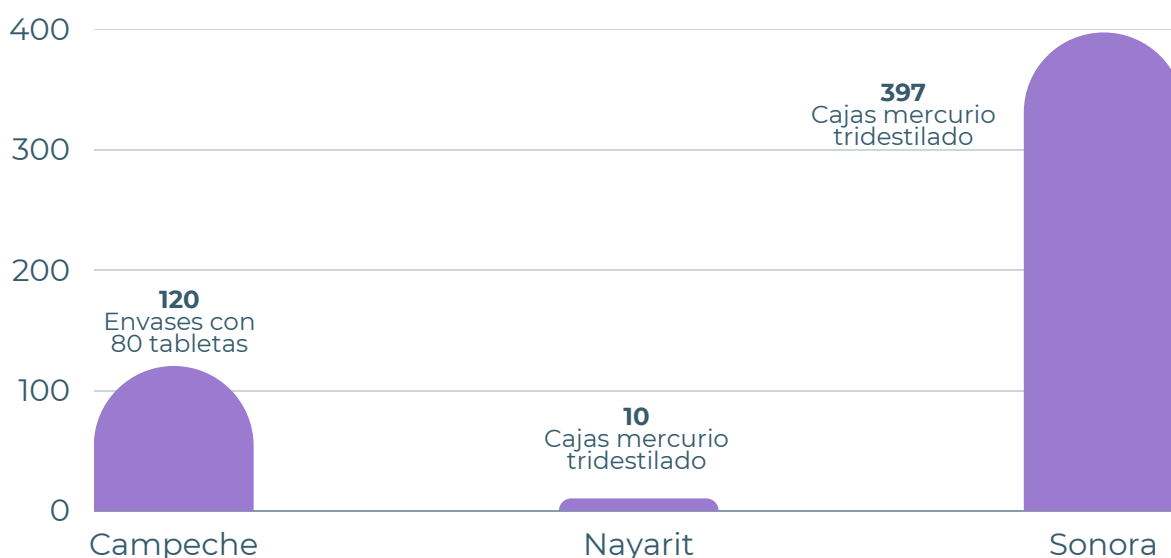 400
397
Cajas mercurio
tridestilado
300
200
120
Envases con
80 tabletas
100
10
Cajas mercurio
tridestilado
0
Campeche
Nayarit
Sonora